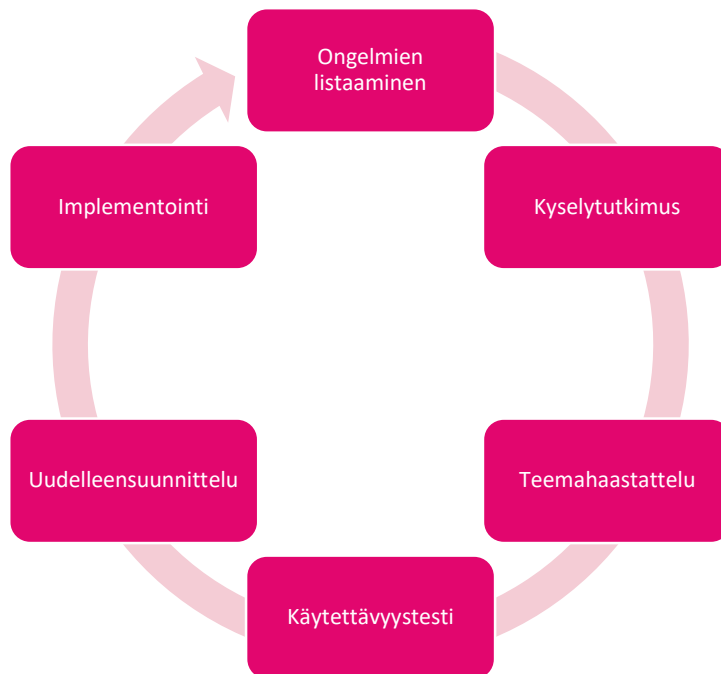 Ongelmien
listaaminen
Kyselytutkimus
Teemahaastattelu
Käytettävyystesti
Uudelleensuunnittelu
Implementointi